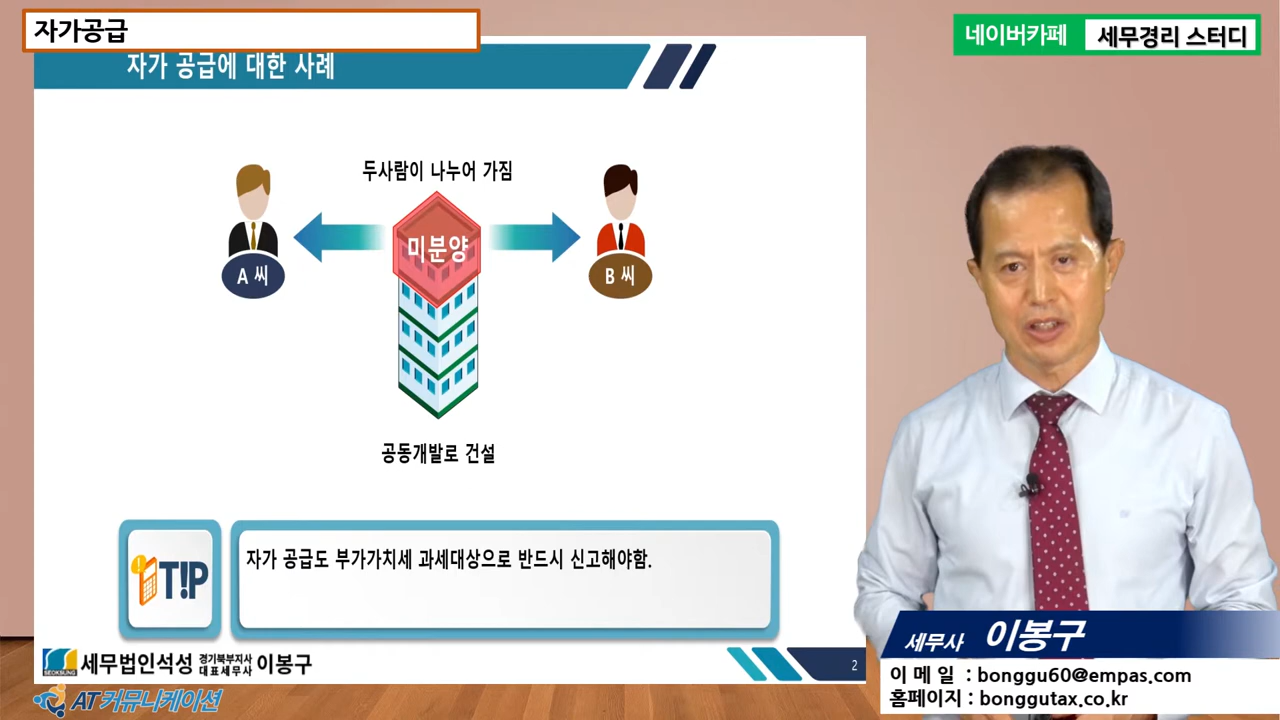 자가공급
네이버카페 세무경리 스터디
자가 공급에 대한 사례
두사람이 나누어 가짐
미분양
A 씨
B 씨
공동개발로 건설
T!P
자가 공급도 부가가치세 과세대상으로 반드시 신고해야함.
SEOKSUNG
세무법인석성 경기북부지사 대표세무사 이봉구
2
AT커뮤니케이션
세무사 이봉구
이 메 일 : bonggu60@empas.com
홈페이지 : bonggutax.co.kr